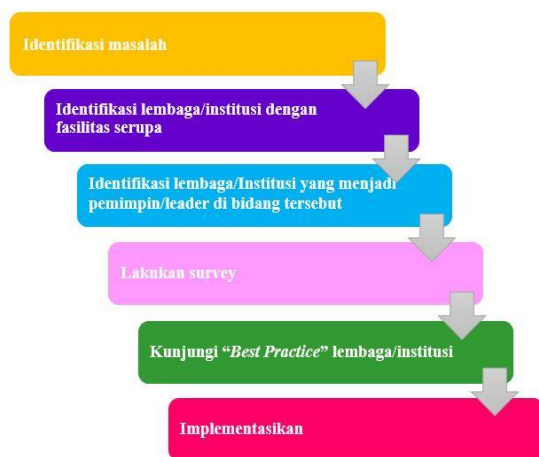 Identifikasi masalah
Identifikasi lembaga/institusi dengan
fasilitas serupa
Identifikasi lembaga/Institusi yang menjadi
pemimpin/leader di bidang tersebut
Lakukan survey
Kunjungi “Best Practice” lembaga/institusi
Implementasikan